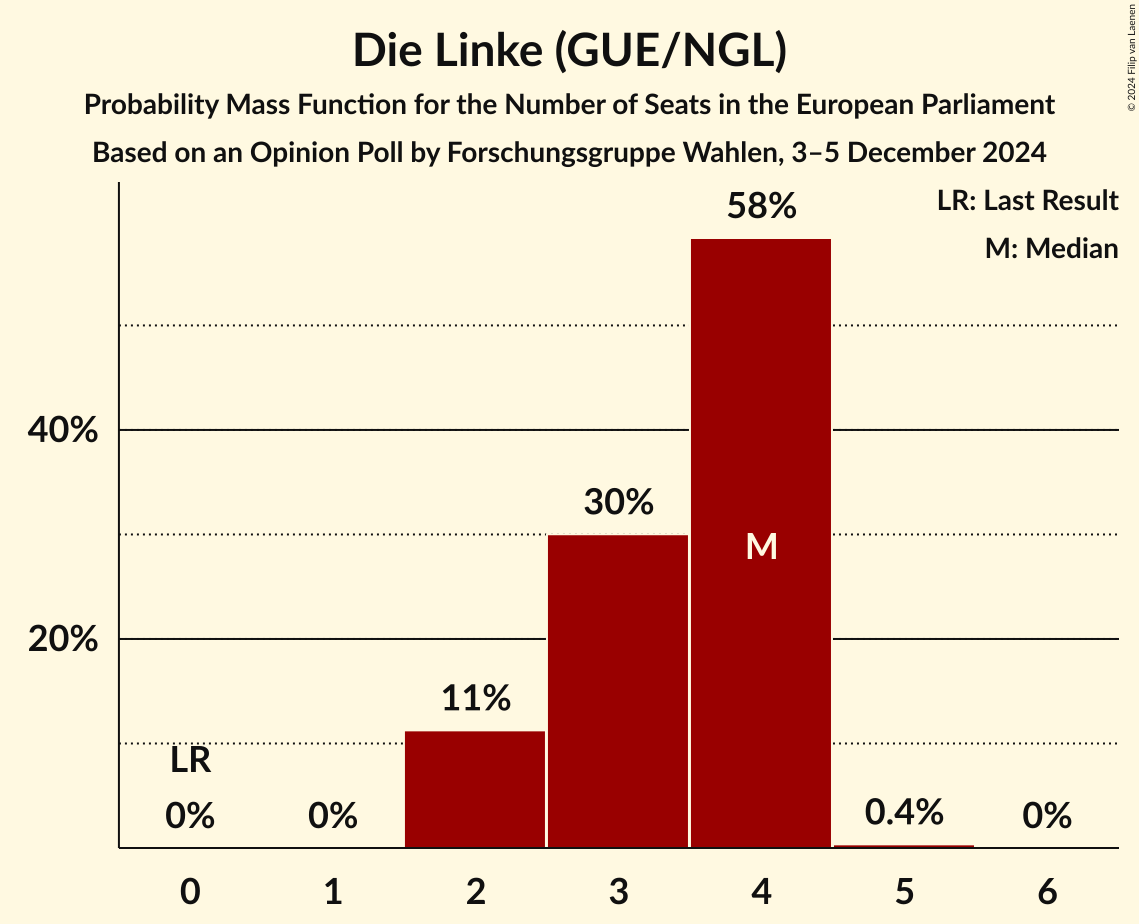 Die Linke (GUE/NGL)
Probability Mass Function for the Number of Seats in the European Parliament
Based on an Opinion Poll by Forschungsgruppe Wahlen, 3–5 December 2024
© 2024 Filip van Laenen
LR: Last Result
M: Median
58%
40%
30%
M
20%
11%
LR
0%
0%
0.4%
0%
0
1
2
3
4
5
6